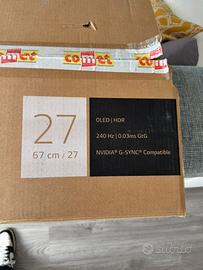 comet
comet
27
67 cm / 27
OLED | HDR
240 Hz | 0.03ms GtG
NVIDIA® G-SYNC® Compatible
subito